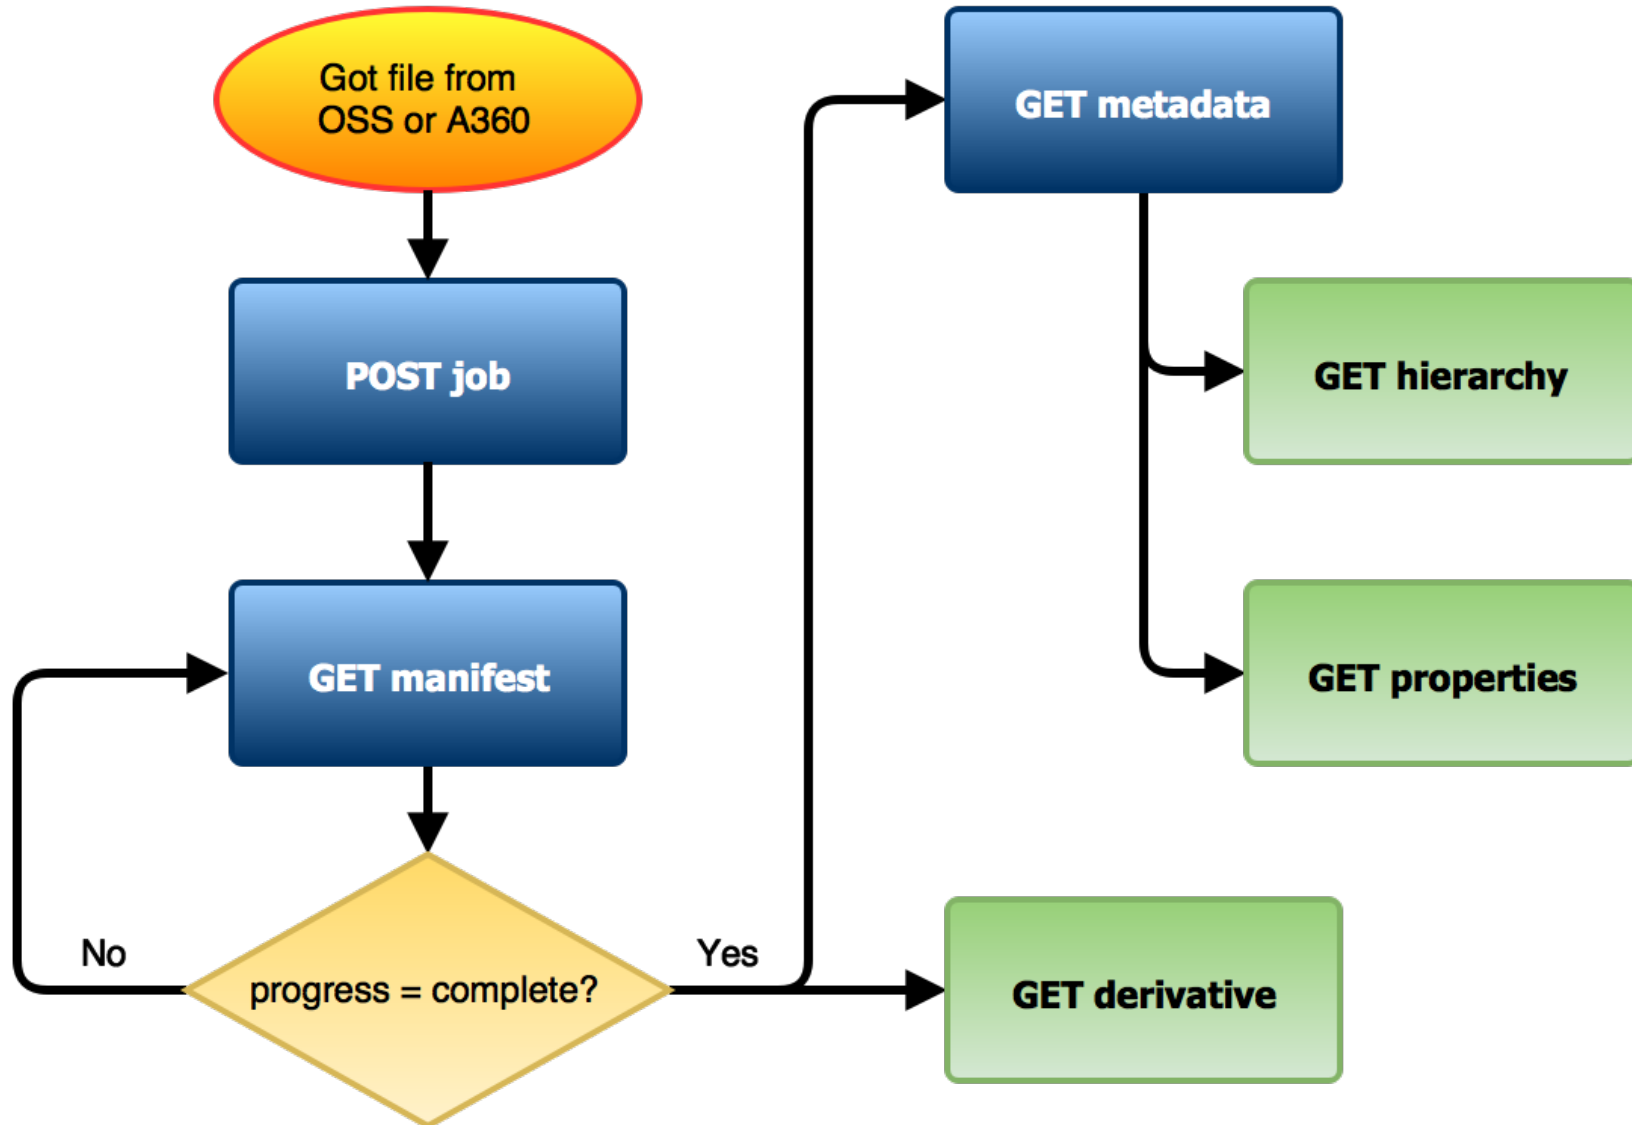 Got file from
OSS or A360
POST job
GET manifest
No
progress = complete?
Yes
GET metadata
GET hierarchy
GET properties
GET derivative